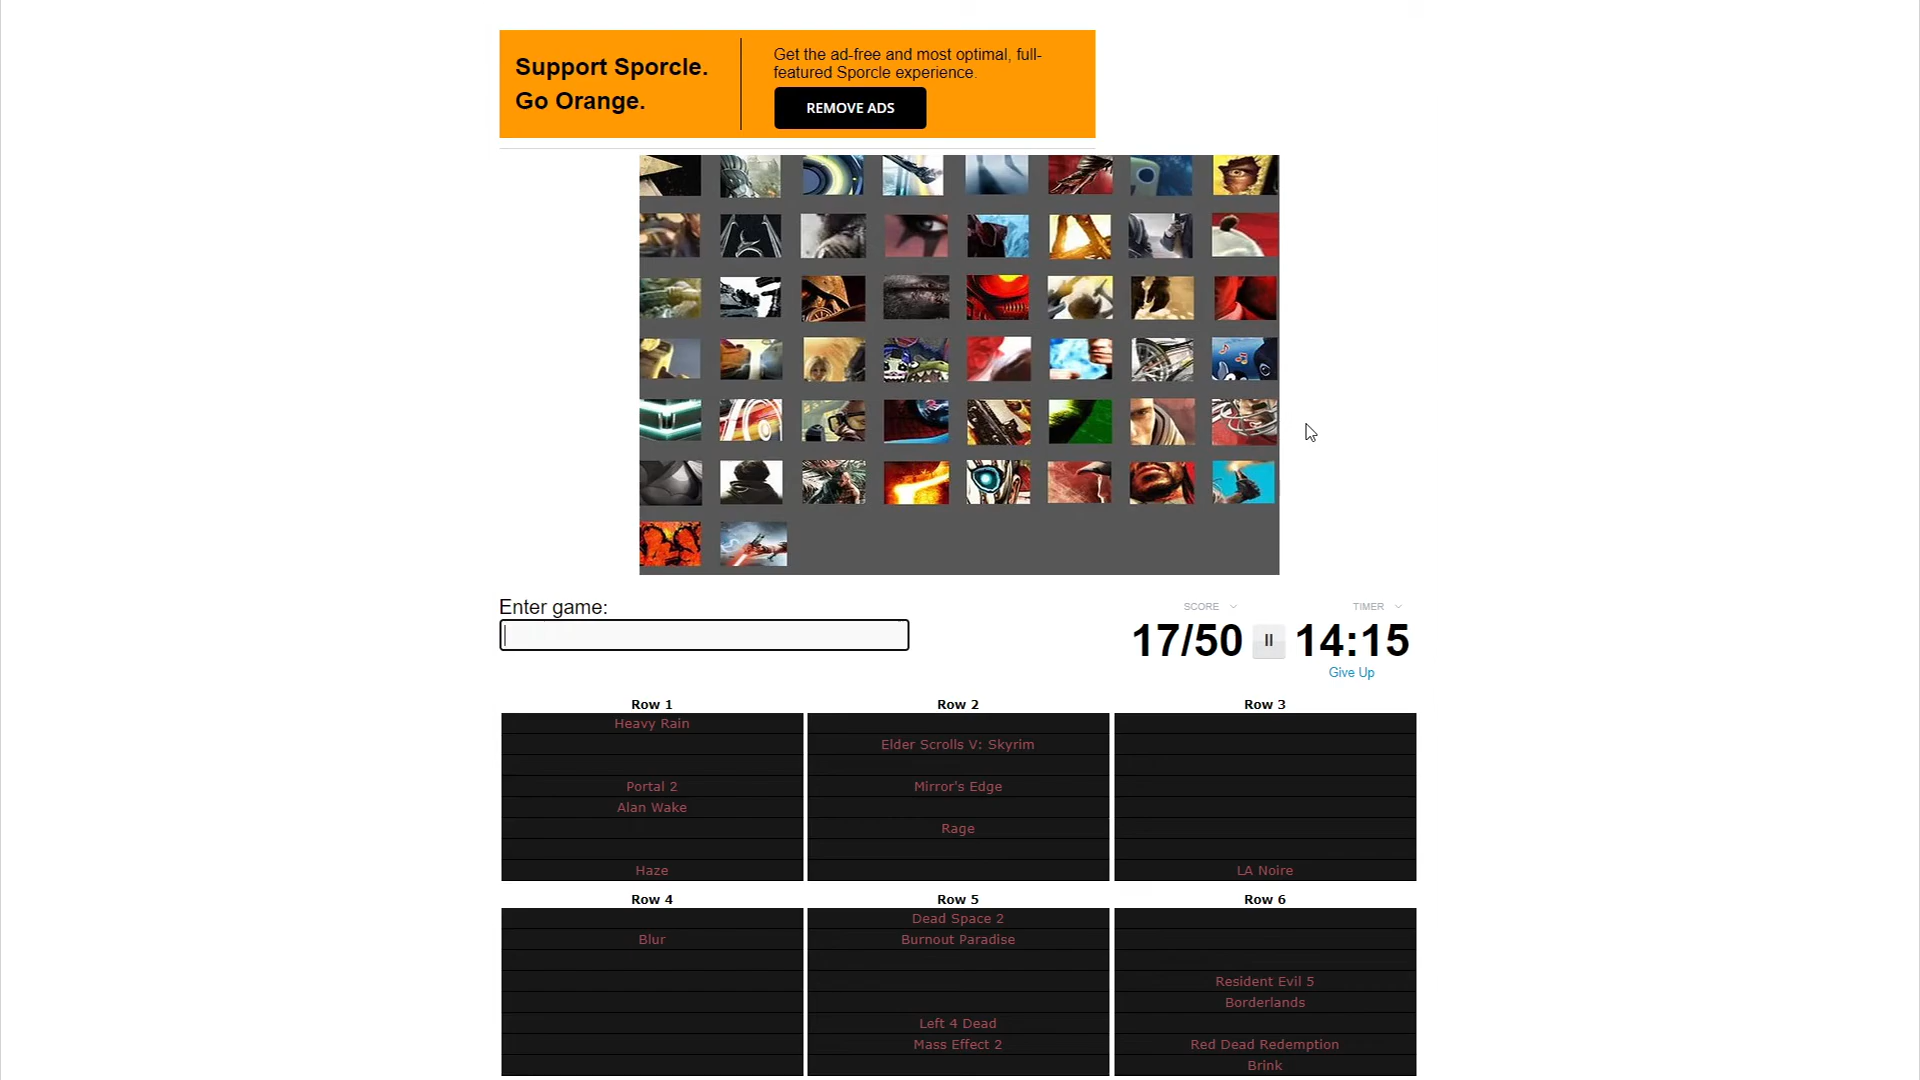 Support Sporcle.
Go Orange.
Get the ad-free and most optimal, full-
featured Sporcle experience.
REMOVE ADS
Enter game:
SCORE
TIMER
17/50
14:15
Give Up
Row 1
Heavy Rain
Portal 2
Alan Wake
Haze
Row 2
Elder Scrolls V: Skyrim
Mirror's Edge
Rage
Row 3
LA Noire
Row 4
Blur
Row 5
Dead Space 2
Burnout Paradise
Left 4 Dead
Mass Effect 2
Row 6
Resident Evil 5
Borderlands
Red Dead Redemption
Brink